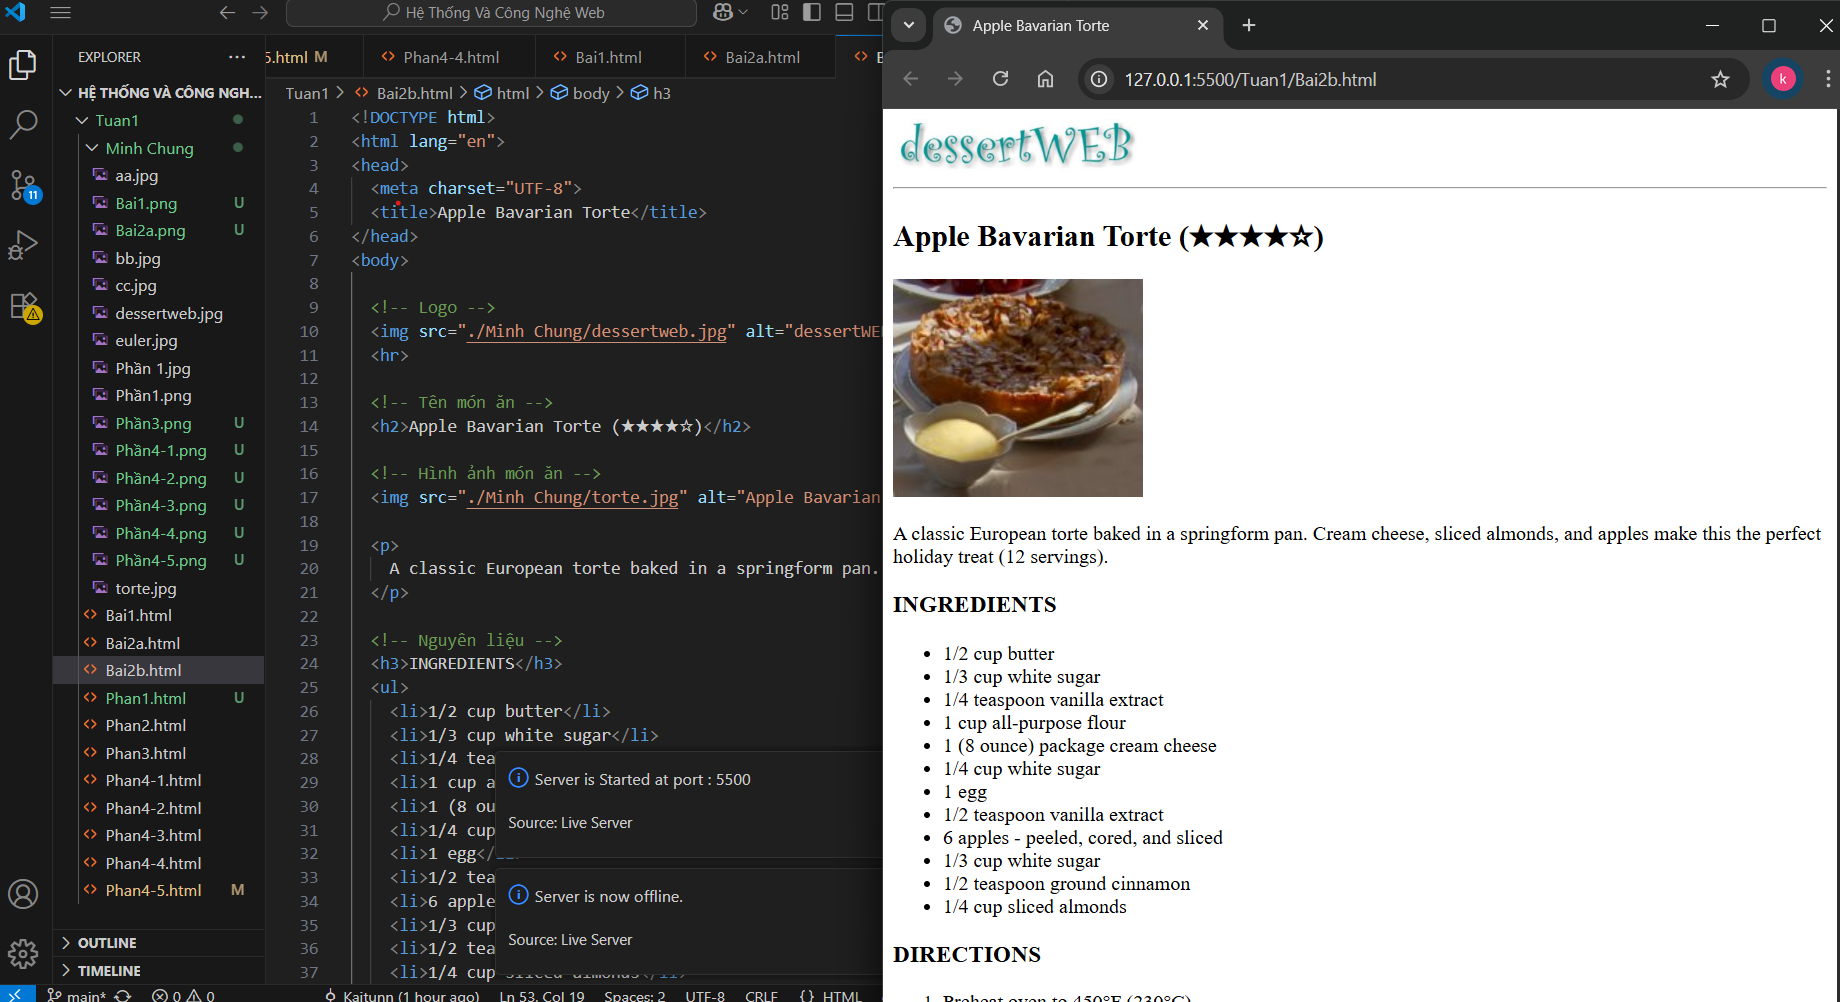 Hệ Thống Và Công Nghệ Web
EXPLORER
HỆ THỐNG VÀ CÔNG NGH...
Tuan1
Minh Chung
aa.jpg
Bai1.png U
Bai2a.png U
bb.jpg
cc.jpg
dessertweb.jpg
euler.jpg
Phần 1.jpg
Phần1.png
Phần3.png U
Phần4-1.png U
Phần4-2.png U
Phần4-3.png U
Phần4-4.png U
Phần4-5.png U
torte.jpg
Bai1.html
Bai2a.html
Bai2b.html
Phan1.html U
Phan2.html
Phan3.html
Phan4-1.html
Phan4-2.html
Phan4-3.html
Phan4-4.html
Phan4-5.html M
OUTLINE
TIMELINE
11
5.html M
Phan4-4.html
Bai1.html
Bai2a.html
Tuan1 > Bai2b.html > html > body > h3
1 <!DOCTYPE html>
2 <html lang="en">
3 <head>
4 <meta charset="UTF-8">
5 <title>Apple Bavarian Torte</title>
6 </head>
7 <body>
8
9 <!-- Logo -->
10 <img src="./Minh Chung/dessertweb.jpg" alt="dessertWE
11 <hr>
12
13 <!-- Tên món ăn -->
14 <h2>Apple Bavarian Torte (★★★★☆)</h2>
15
16 <!-- Hình ảnh món ăn -->
17 <img src="./Minh Chung/torte.jpg" alt="Apple Bavarian
18
19 <p>
20 A classic European torte baked in a springform pan.
21 </p>
22
23 <!-- Nguyên liệu -->
24 <h3>INGREDIENTS</h3>
25 <ul>
26 <li>1/2 cup butter</li>
27 <li>1/3 cup white sugar</li>
28 <li>1/4 tea
29 <li>1 cup a
30 <li>1 (8 ou
31 <li>1/4 cup
32 <li>1 egg</
33 <li>1/2 tea
34 <li>6 apple
35 <li>1/3 cup
36 <li>1/2 tea
37 <li>1/4 cup sliced almonds</li>
Server is Started at port : 5500
Source: Live Server
Server is now offline.
Source: Live Server
main* 0 0 Kaitunn (1 hour ago) Ln 53, Col 19 Spaces: 2 UTF-8 CRLF {} HTML
Apple Bavarian Torte
127.0.0.1:5500/Tuan1/Bai2b.html
k
dessertWEB
Apple Bavarian Torte (★★★★☆)
A classic European torte baked in a springform pan. Cream cheese, sliced almonds, and apples make this the perfect
holiday treat (12 servings).
INGREDIENTS
• 1/2 cup butter
• 1/3 cup white sugar
• 1/4 teaspoon vanilla extract
• 1 cup all-purpose flour
• 1 (8 ounce) package cream cheese
• 1/4 cup white sugar
• 1 egg
• 1/2 teaspoon vanilla extract
• 6 apples - peeled, cored, and sliced
• 1/3 cup white sugar
• 1/2 teaspoon ground cinnamon
• 1/4 cup sliced almonds
DIRECTIONS
1. Preheat oven to 450°F (230°C)